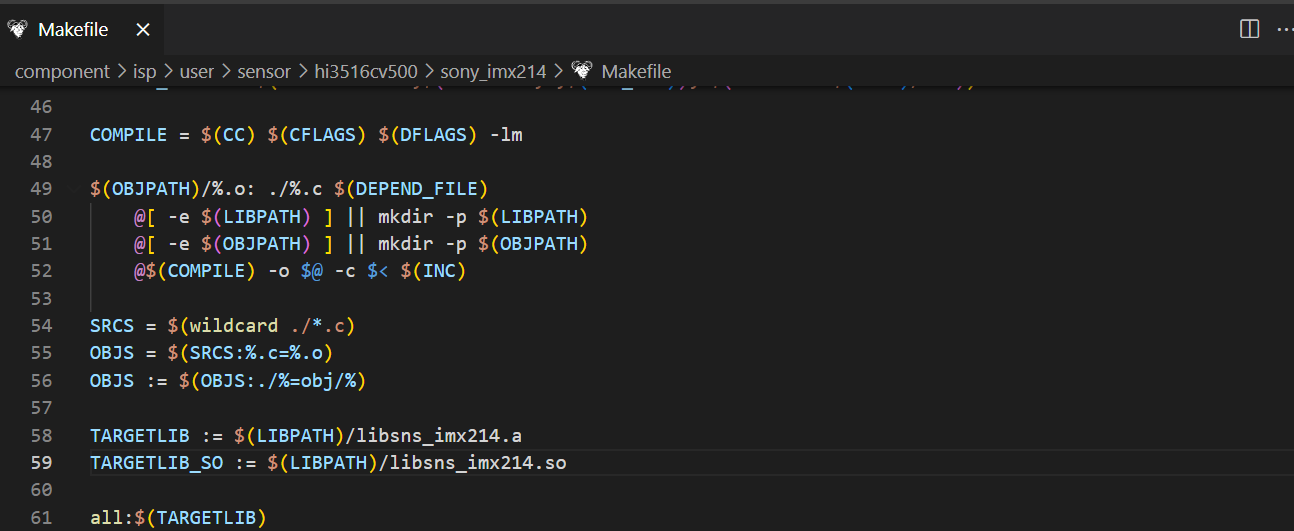 Makefile ×
component > isp > user > sensor > hi3516cv500 > sony_imx214 > Makefile
46
47 COMPILE = $(CC) $(CFLAGS) $(DFLAGS) -lm
48
49 $(OBJPATH)/%.o: ./%.c $(DEPEND_FILE)
50 @[ -e $(LIBPATH) ] || mkdir -p $(LIBPATH)
51 @[ -e $(OBJPATH) ] || mkdir -p $(OBJPATH)
52 @$(COMPILE) -o $@ -c $< $(INC)
53
54 SRCS = $(wildcard ./*.c)
55 OBJS = $(SRCS:%.c=%.o)
56 OBJS := $(OBJS:./%=obj/%)
57
58 TARGETLIB := $(LIBPATH)/libsns_imx214.a
59 TARGETLIB_SO := $(LIBPATH)/libsns_imx214.so
60
61 all:$(TARGETLIB)